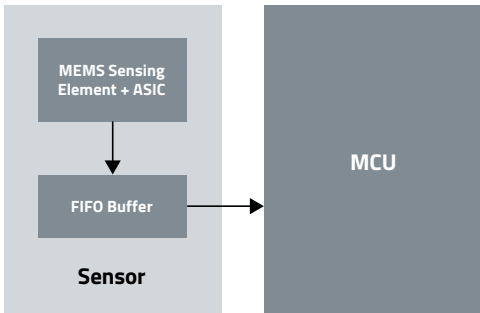 MEMS Sensing
Element + ASIC
FIFO Buffer
Sensor
MCU